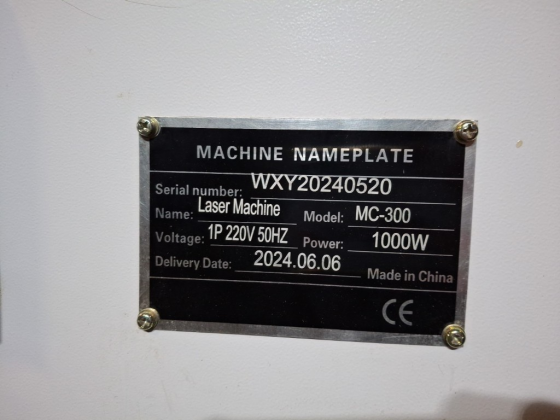 MACHINE NAMEPLATE
Serial number: WXY20240520
Name: Laser Machine Model: MC-300
Voltage: 1P 220V 50HZ Power: 1000W
Delivery Date: 2024.06.06 Made in China
CE